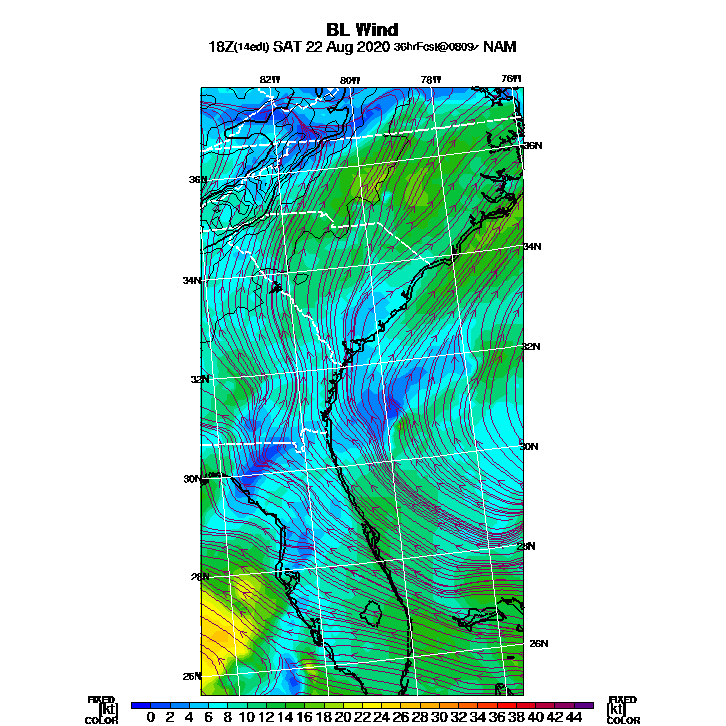 BL Wind
18Z(14edt) SAT 22 Aug 2020 36hrFcst@0809z NAM
82W 80W 78W 76W
36N
36N
34N
34N
32N
32N
30N
30N
28N
28N
26N
26N
FIXED [kt] COLOR
0 2 4 6 8 10 12 14 16 18 20 22 24 26 28 30 32 34 36 38 40 42 44
FIXED [kt] COLOR